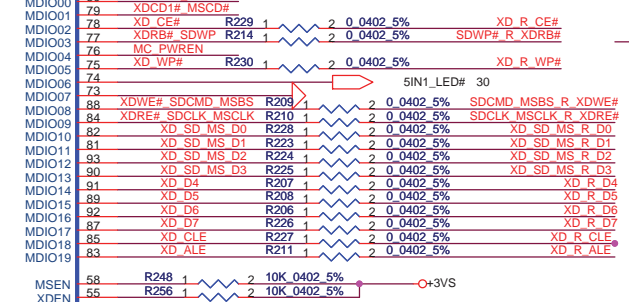 MDIO00 79 XDCD1#_MSCD#
MDIO01 78 XD_CE# R229 1 2 0_0402_5% XD_R_CE#
MDIO02 77 XDRB#_SDWP R214 1 2 0_0402_5% SDWP#_R_XDRB#
MDIO03 76 MC_PWREN
MDIO04 75 XD_WP# R230 1 2 0_0402_5% XD_R_WP#
MDIO05 74 5IN1_LED# 30
MDIO06 73
MDIO07 88 XDWE#_SDCMD_MSBS R209 1 2 0_0402_5% SDCMD_MSBS_R_XDWE#
MDIO08 84 XDRE#_SDCLK_MSCLK R210 1 2 0_0402_5% SDCLK_MSCLK_R_XDRE#
MDIO09 82 XD_SD_MS_D0 R228 1 2 0_0402_5% XD_SD_MS_R_D0
MDIO10 81 XD_SD_MS_D1 R223 1 2 0_0402_5% XD_SD_MS_R_D1
MDIO11 93 XD_SD_MS_D2 R224 1 2 0_0402_5% XD_SD_MS_R_D2
MDIO12 90 XD_SD_MS_D3 R225 1 2 0_0402_5% XD_SD_MS_R_D3
MDIO13 91 XD_D4 R207 1 2 0_0402_5% XD_R_D4
MDIO14 89 XD_D5 R208 1 2 0_0402_5% XD_R_D5
MDIO15 92 XD_D6 R206 1 2 0_0402_5% XD_R_D6
MDIO16 87 XD_D7 R226 1 2 0_0402_5% XD_R_D7
MDIO17 85 XD_CLE R227 1 2 0_0402_5% XD_R_CLE
MDIO18 83 XD_ALE R211 1 2 0_0402_5% XD_R_ALE
MDIO19
MSEN 58 R248 1 2 10K_0402_5% +3VS
XDEN 55 R256 1 2 10K_0402_5%